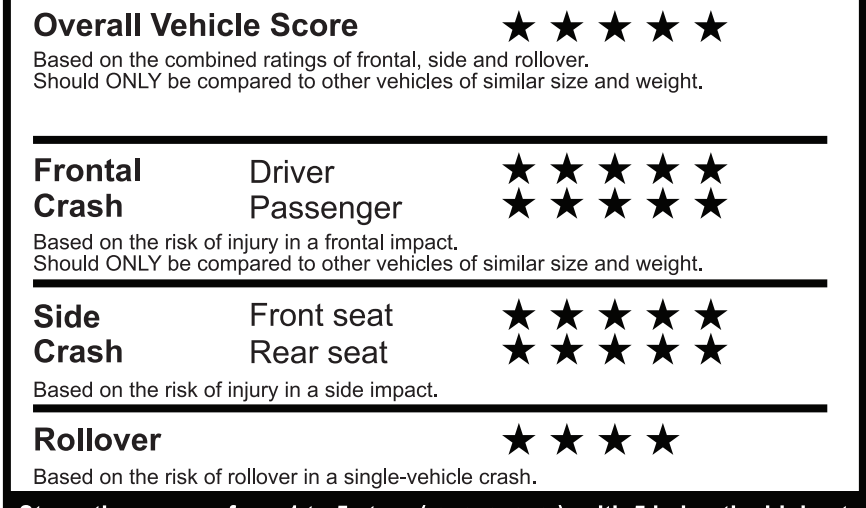 Overall Vehicle Score ★ ★ ★ ★ ★
Based on the combined ratings of frontal, side and rollover.
Should ONLY be compared to other vehicles of similar size and weight.
Frontal Driver ★ ★ ★ ★ ★
Crash Passenger ★ ★ ★ ★ ★
Based on the risk of injury in a frontal impact.
Should ONLY be compared to other vehicles of similar size and weight.
Side Front seat ★ ★ ★ ★ ★
Crash Rear seat ★ ★ ★ ★ ★
Based on the risk of injury in a side impact.
Rollover ★ ★ ★ ★
Based on the risk of rollover in a single-vehicle crash.